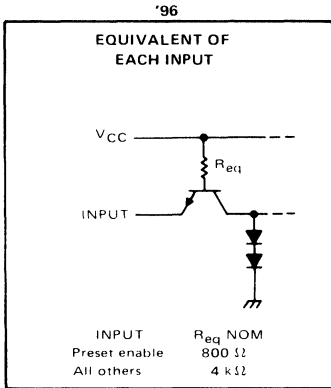 '96
EQUIVALENT OF
EACH INPUT
VCC
Req
INPUT
INPUT Req NOM
Preset enable 800 Ω
All others 4 kΩ